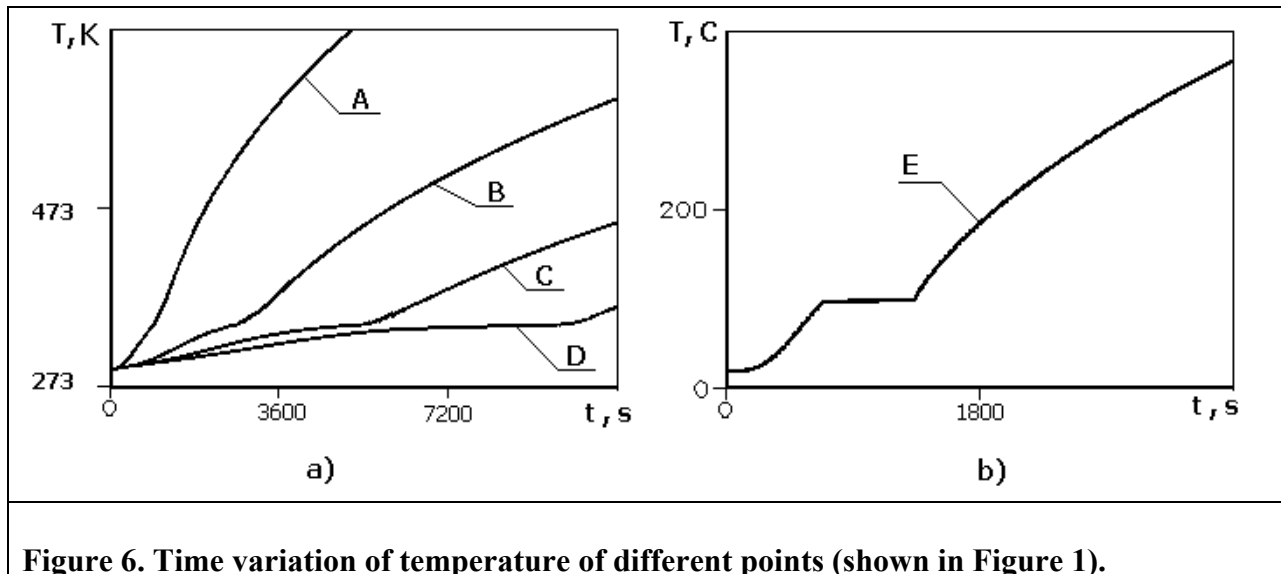 T, K
A
B
473
C
D
273
0
3600
7200
t, s
a)
T, C
E
200
0
0
1800
t, s
b)
Figure 6. Time variation of temperature of different points (shown in Figure 1).